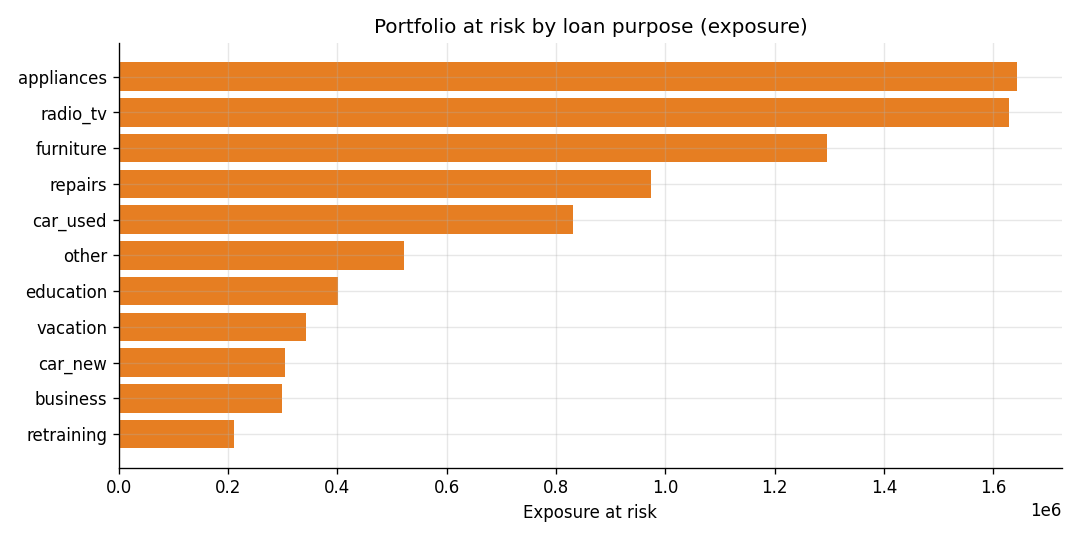 Portfolio at risk by loan purpose (exposure)
appliances
radio_tv
furniture
repairs
car_used
other
education
vacation
car_new
business
retraining
0.0 0.2 0.4 0.6 0.8 1.0 1.2 1.4 1.6
1e6
Exposure at risk